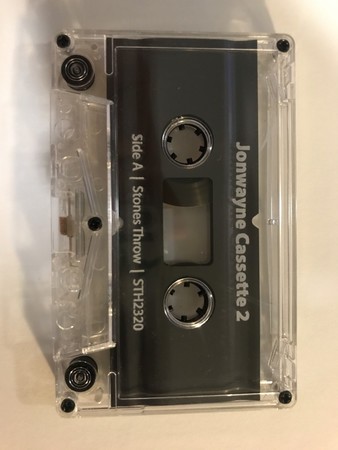 Jonwayne Cassette 2
Side A | Stones Throw | STH2320